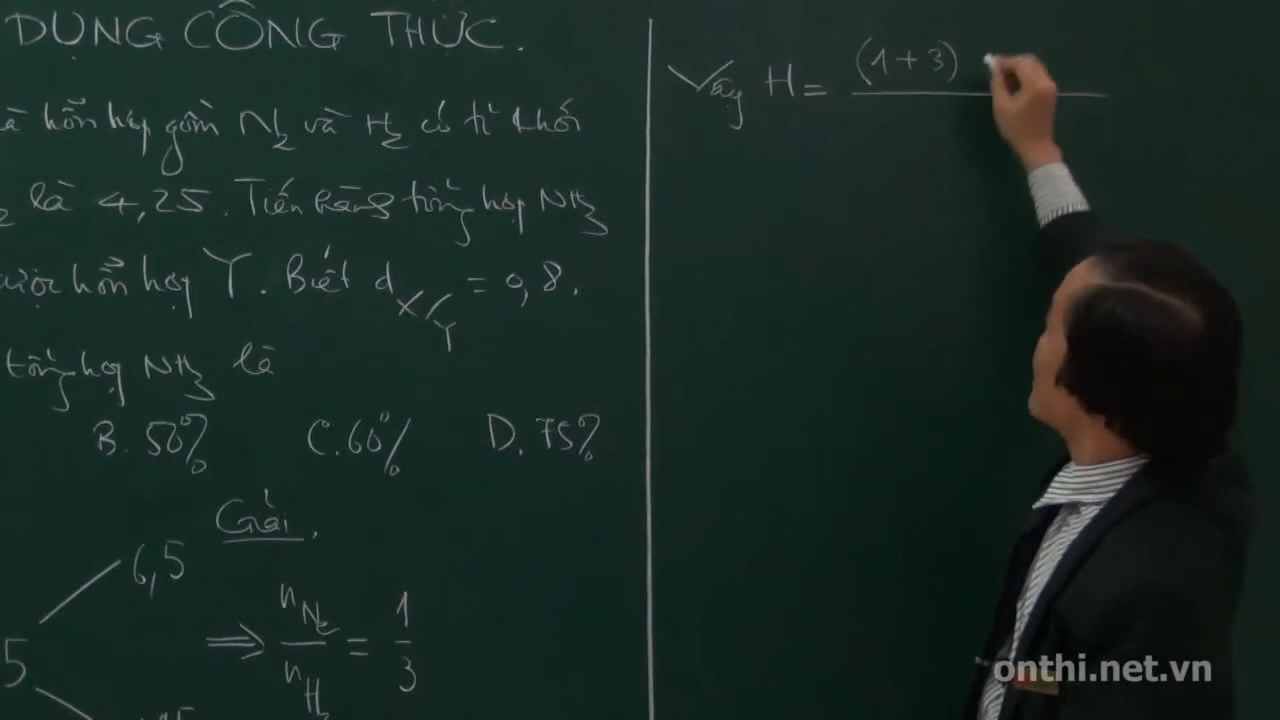 DỤNG CÔNG THỨC.
là hỗn hợp gồm N2 và H2 có tỉ khối
2 là 4,25. Tiến hành tổng hợp NH3
được hỗn hợp Y. Biết d X/Y = 0,8.
tổng hợp NH3 là
B. 50% C. 60% D. 75%
Giải.
6,5
5 ⇒ nN2 / nH2 = 1 / 3
Vậy H = (1+3)
onthi.net.vn